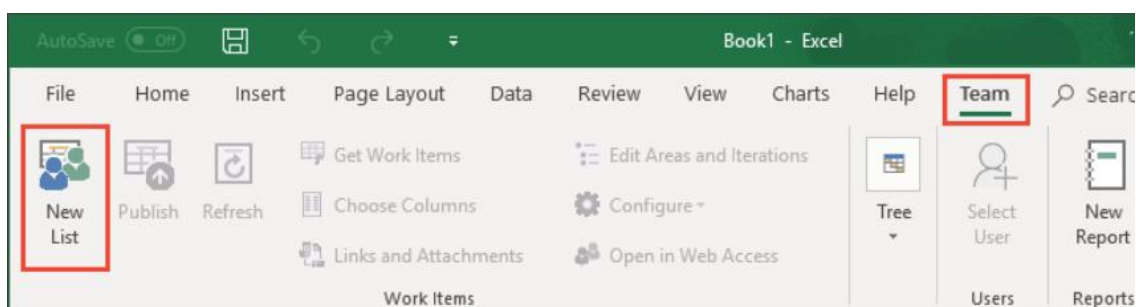 AutoSave Off Book1 - Excel
File Home Insert Page Layout Data Review View Charts Help Team Searc
Get Work Items Edit Areas and Iterations
New List Publish Refresh Choose Columns Configure Tree Select User New Report
Links and Attachments Open in Web Access
Work Items Users Reports